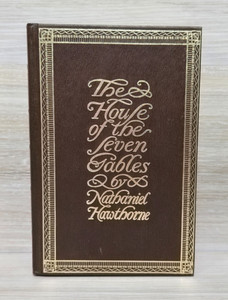 The
House
of the
Seven
Gables
by
Nathaniel
Hawthorne